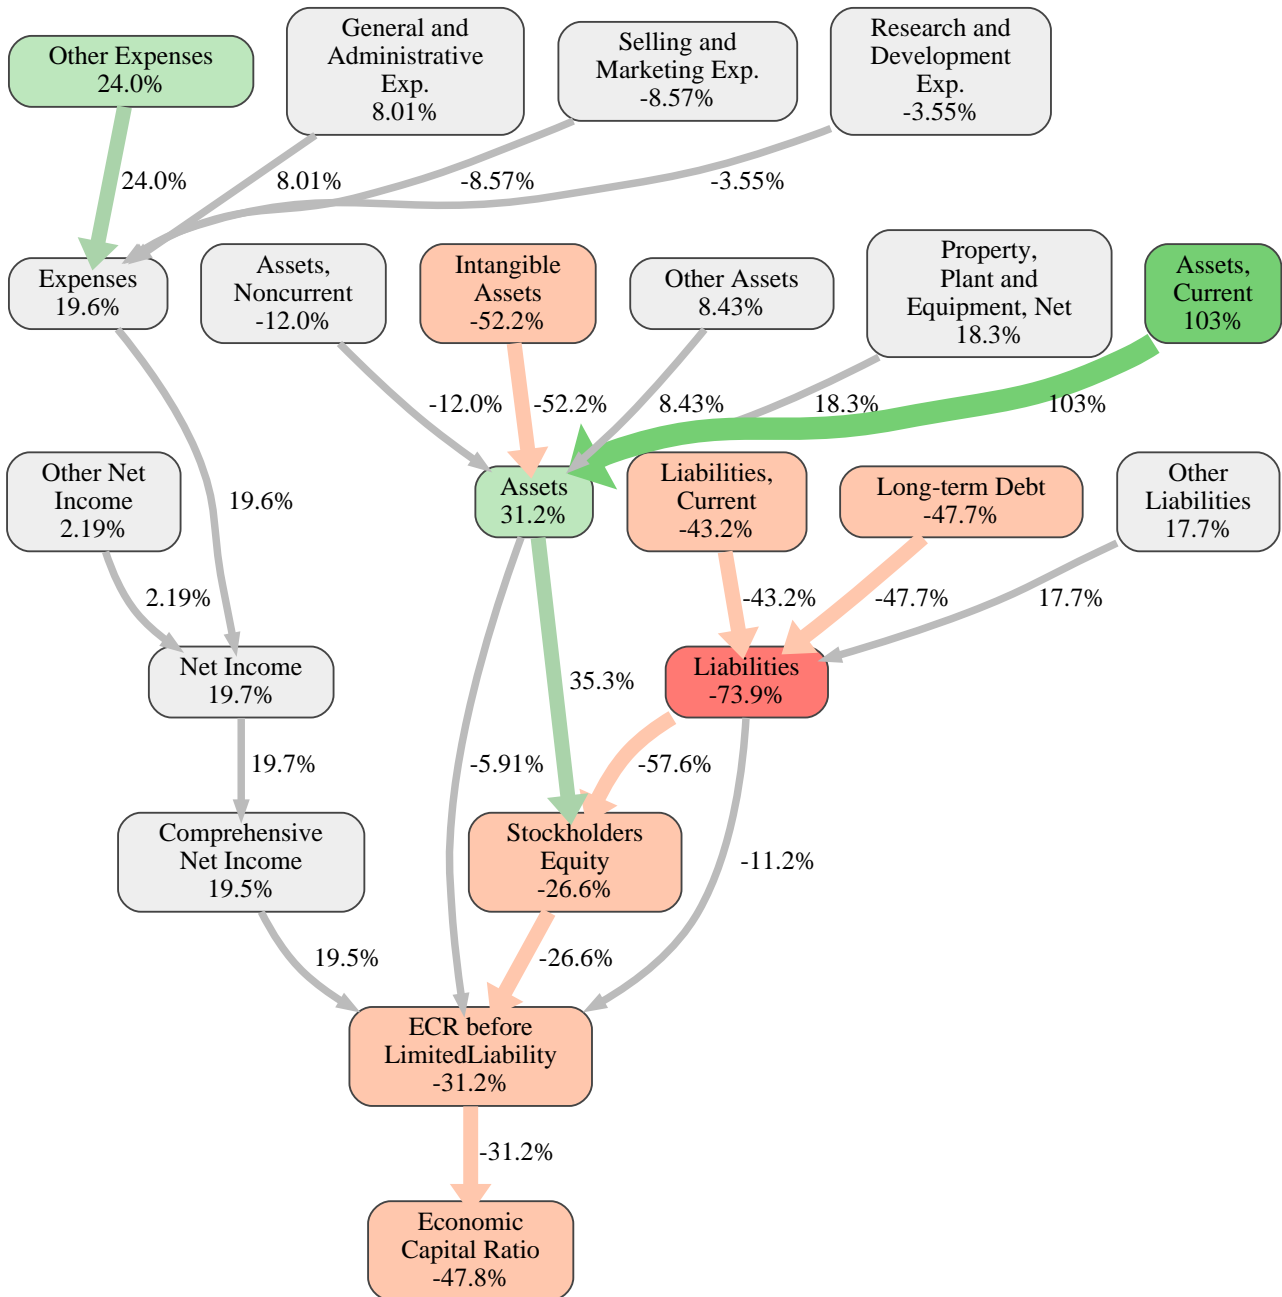 Other Expenses
24.0%
General and
Administrative
Exp.
8.01%
Selling and
Marketing Exp.
-8.57%
Research and
Development
Exp.
-3.55%
24.0%
8.01%
-8.57%
-3.55%
Expenses
19.6%
Assets,
Noncurrent
-12.0%
Intangible
Assets
-52.2%
Other Assets
8.43%
Property,
Plant and
Equipment, Net
18.3%
Assets,
Current
103%
-12.0%
-52.2%
8.43%
18.3%
103%
Other Net
Income
2.19%
19.6%
Assets
31.2%
Liabilities,
Current
-43.2%
Long-term Debt
-47.7%
Other
Liabilities
17.7%
2.19%
-43.2%
-47.7%
17.7%
Net Income
19.7%
35.3%
Liabilities
-73.9%
19.7%
-5.91%
-57.6%
Comprehensive
Net Income
19.5%
Stockholders
Equity
-26.6%
-11.2%
19.5%
-26.6%
ECR before
LimitedLiability
-31.2%
-31.2%
Economic
Capital Ratio
-47.8%